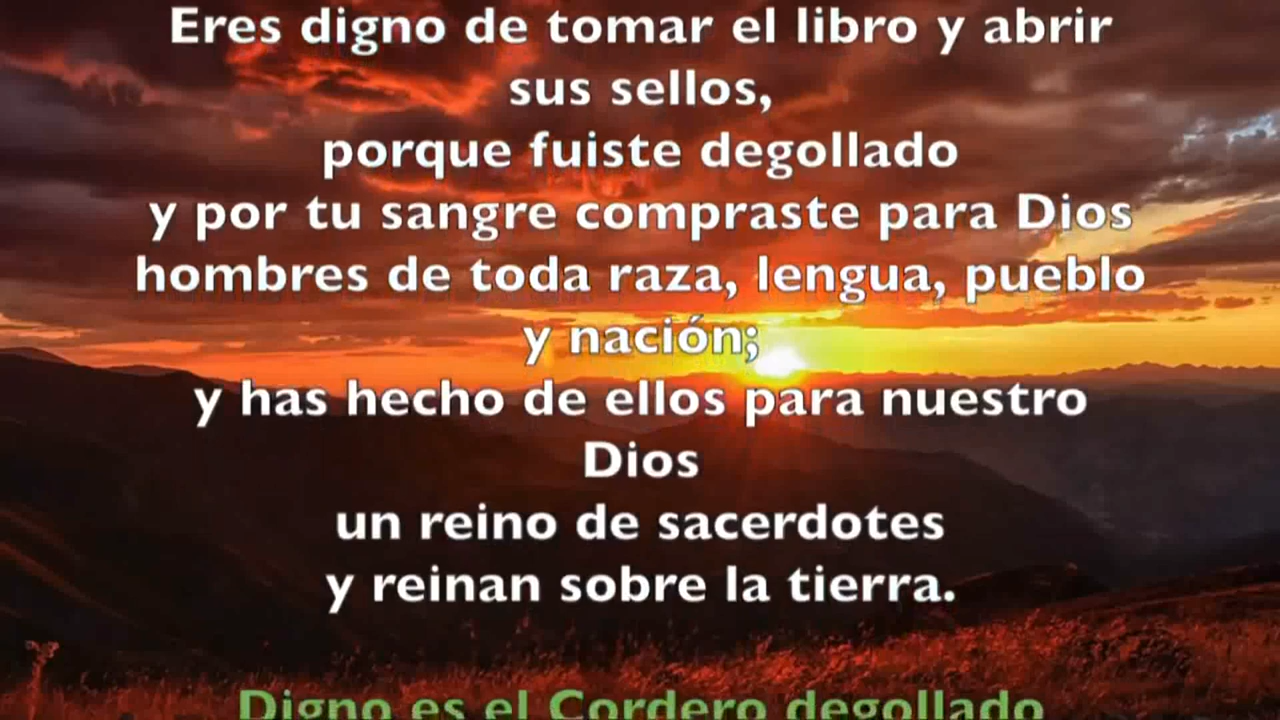 Eres digno de tomar el libro y abrir
sus sellos,
porque fuiste degollado
y por tu sangre compraste para Dios
hombres de toda raza, lengua, pueblo
y nación;
y has hecho de ellos para nuestro
Dios
un reino de sacerdotes
y reinan sobre la tierra.
Digno es el Cordero degollado